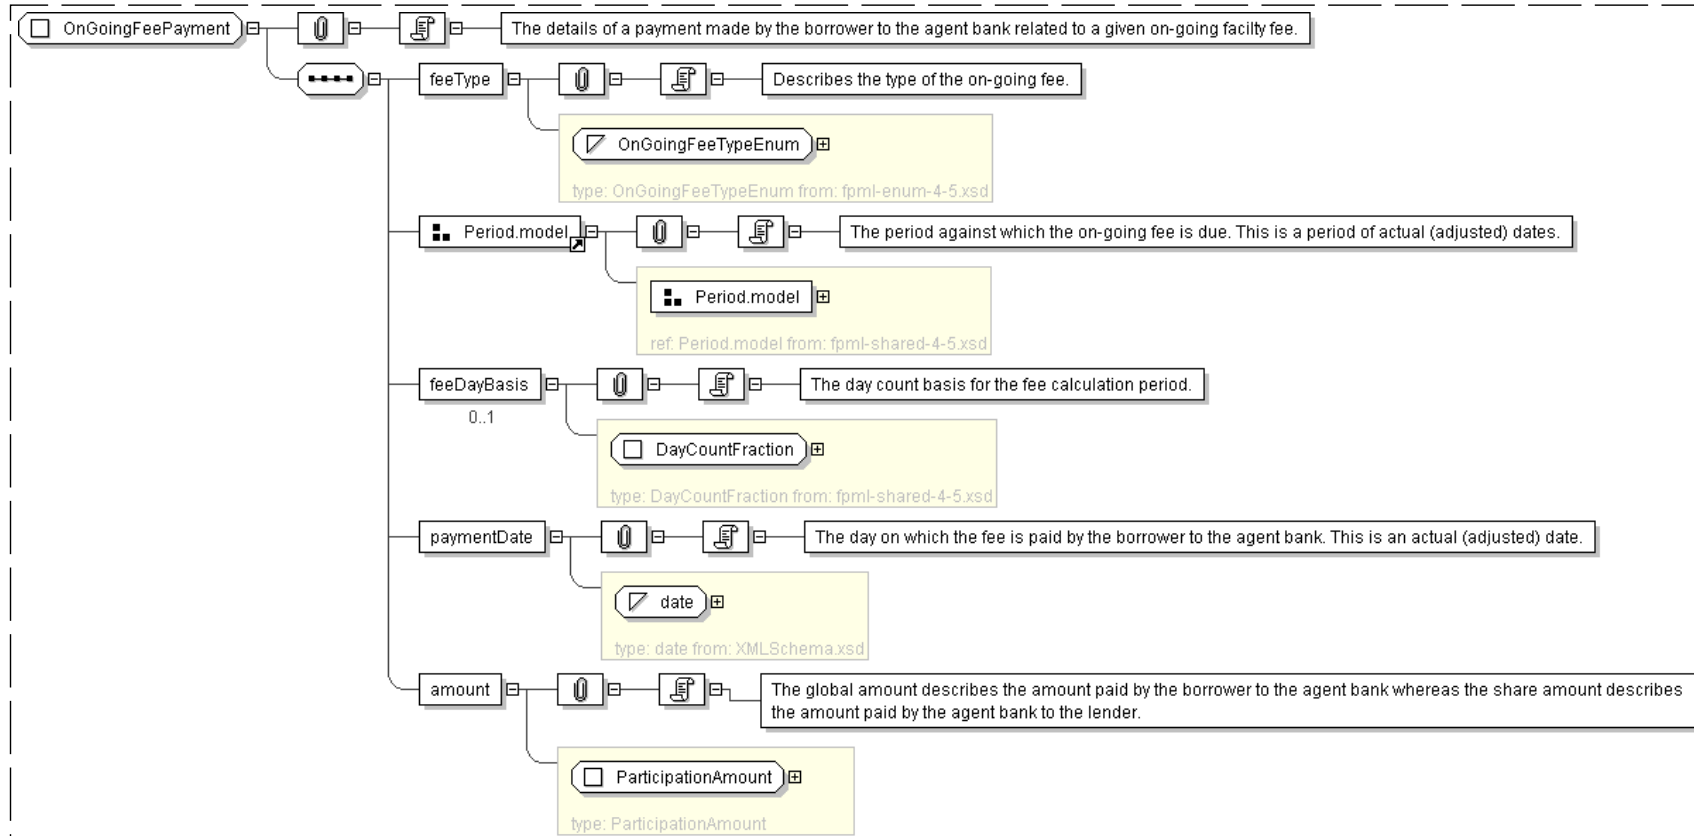 OnGoingFeePayment
The details of a payment made by the borrower to the agent bank related to a given on-going facilty fee.
feeType
Describes the type of the on-going fee.
OnGoingFeeTypeEnum
type: OnGoingFeeTypeEnum from: fpml-enum-4-5.xsd
Period.model
The period against which the on-going fee is due. This is a period of actual (adjusted) dates.
Period.model
ref: Period.model from: fpml-shared-4-5.xsd
feeDayBasis
The day count basis for the fee calculation period.
0..1
DayCountFraction
type: DayCountFraction from: fpml-shared-4-5.xsd
paymentDate
The day on which the fee is paid by the borrower to the agent bank. This is an actual (adjusted) date.
date
type: date from: XMLSchema.xsd
amount
The global amount describes the amount paid by the borrower to the agent bank whereas the share amount describes
the amount paid by the agent bank to the lender.
ParticipationAmount
type: ParticipationAmount